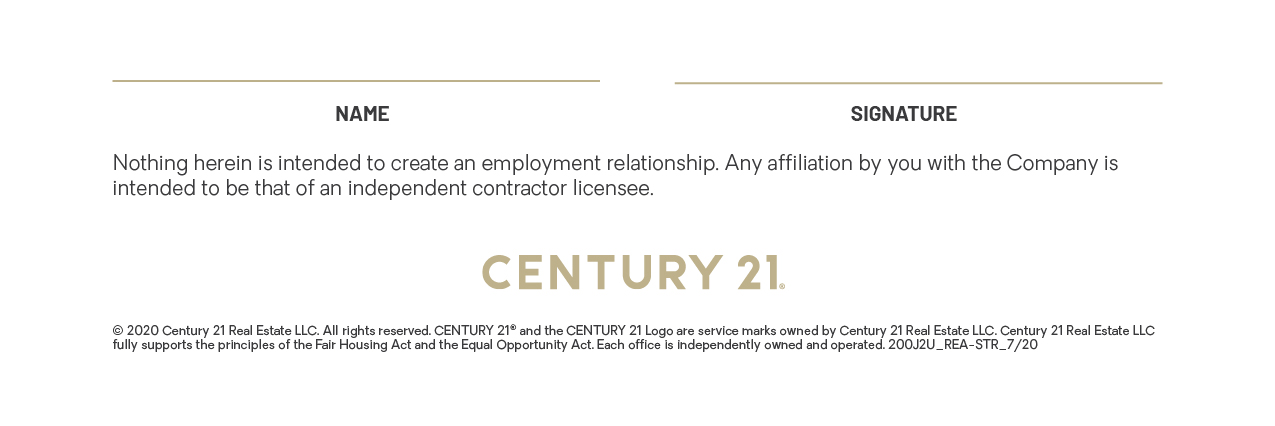 NAME
SIGNATURE
Nothing herein is intended to create an employment relationship. Any affiliation by you with the Company is
intended to be that of an independent contractor licensee.
CENTURY 21®
© 2020 Century 21 Real Estate LLC. All rights reserved. CENTURY 21® and the CENTURY 21 Logo are service marks owned by Century 21 Real Estate LLC. Century 21 Real Estate LLC
fully supports the principles of the Fair Housing Act and the Equal Opportunity Act. Each office is independently owned and operated. 200J2U_REA-STR_7/20